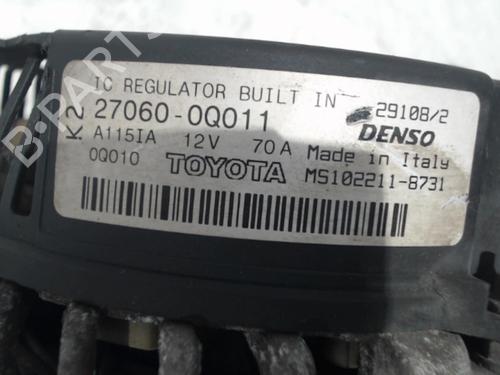 IC REGULATOR BUILT IN 29108/2
K2 27060-0Q011 DENSO
A115IA 12V 70A Made in Italy
0Q010 TOYOTA MS102211-8731